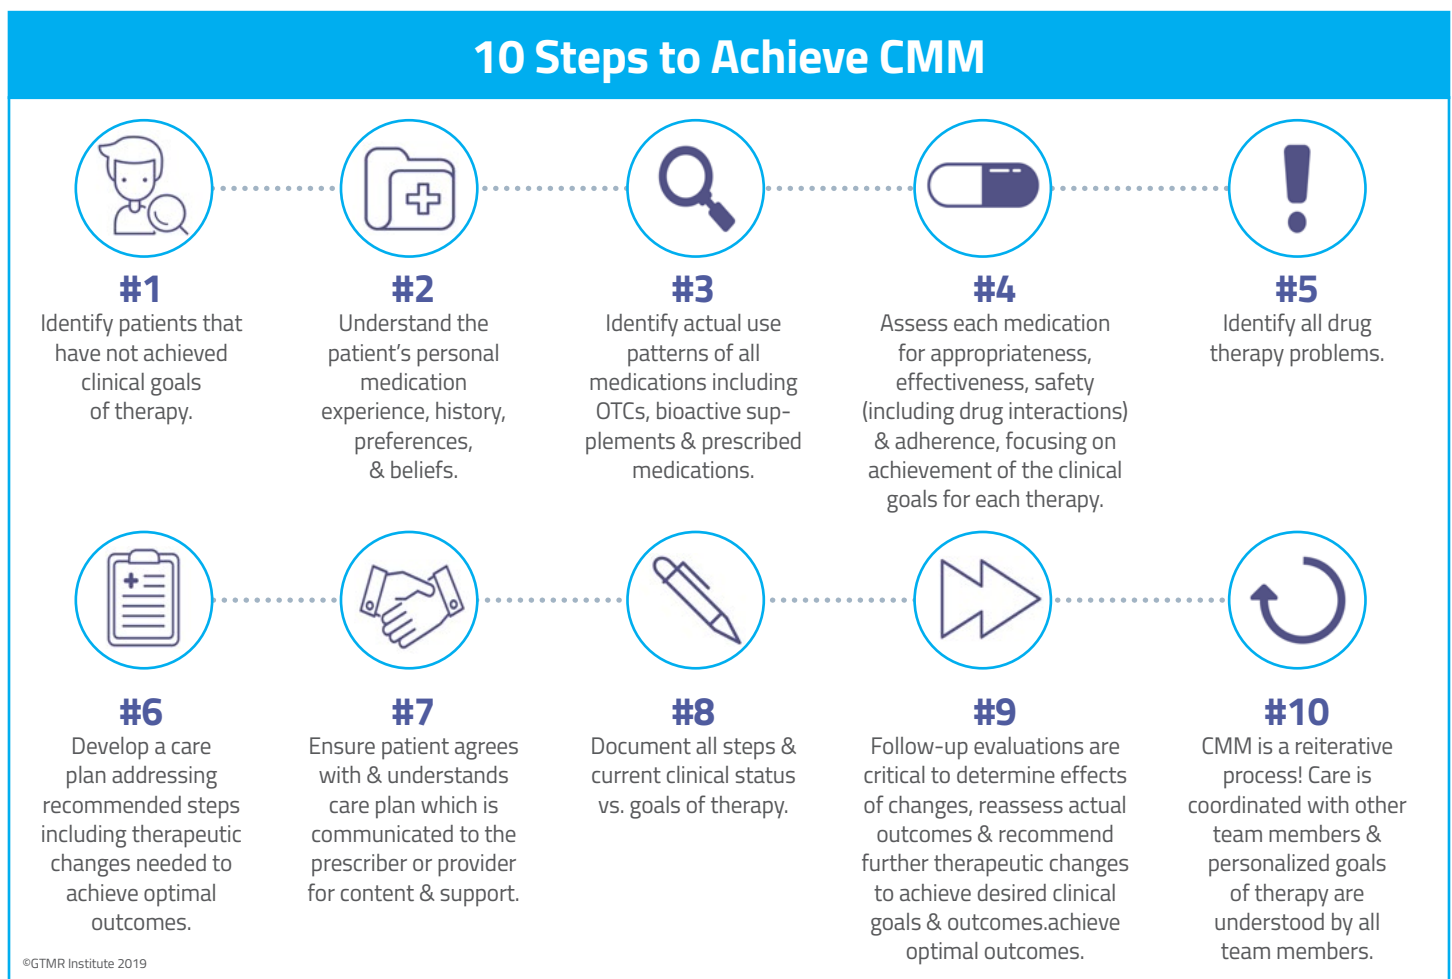 10 Steps to Achieve CMM
#1
Identify patients that
have not achieved
clinical goals
of therapy.
#2
Understand the
patient's personal
medication
experience, history,
preferences,
& beliefs.
#3
Identify actual use
patterns of all
medications including
OTCs, bioactive sup-
plements & prescribed
medications.
#4
Assess each medication
for appropriateness,
effectiveness, safety
(including drug interactions)
& adherence, focusing on
achievement of the clinical
goals for each therapy.
#5
Identify all drug
therapy problems.
#6
Develop a care
plan addressing
recommended steps
including therapeutic
changes needed to
achieve optimal
outcomes.
#7
Ensure patient agrees
with & understands
care plan which is
communicated to the
prescriber or provider
for content & support.
#8
Document all steps &
current clinical status
vs. goals of therapy.
#9
Follow-up evaluations are
critical to determine effects
of changes, reassess actual
outcomes & recommend
further therapeutic changes
to achieve desired clinical
goals & outcomes.achieve
optimal outcomes.
#10
CMM is a reiterative
process! Care is
coordinated with other
team members &
personalized goals
of therapy are
understood by all
team members.
©GTMR Institute 2019